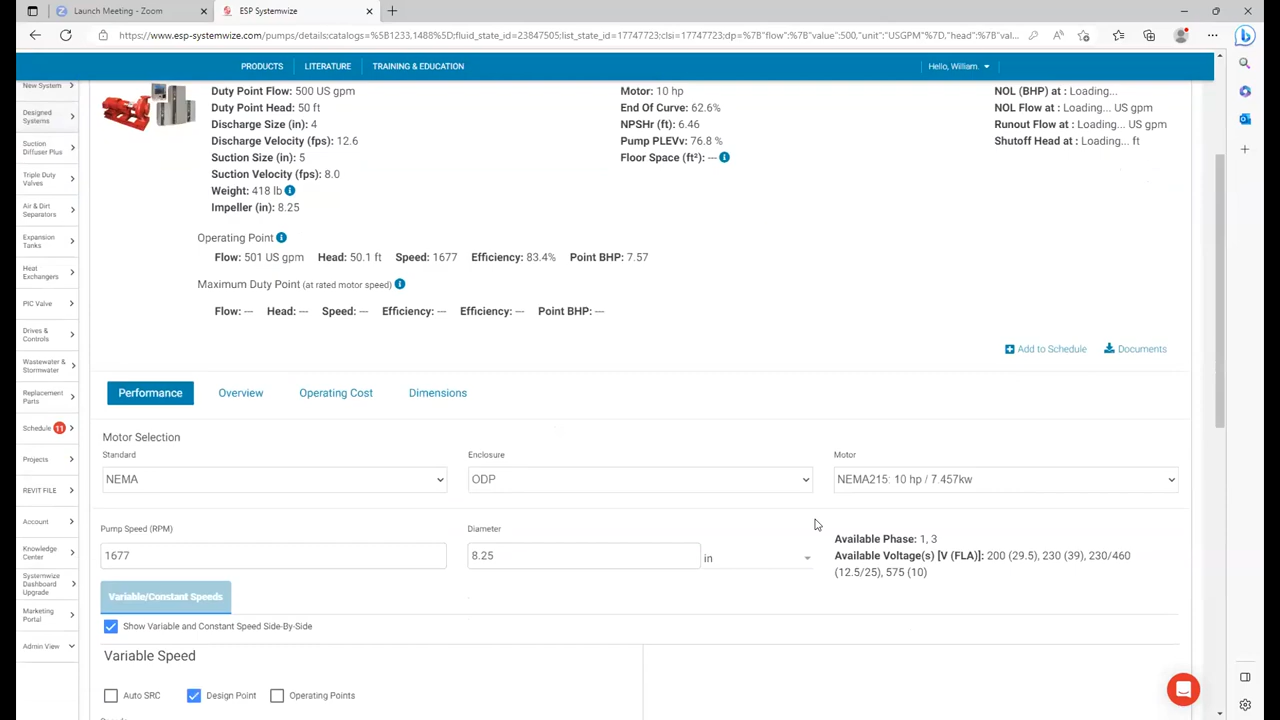 Launch Meeting - Zoom
ESP Systemwize
https://www.esp-systemwize.com/pumps/details:catalogs=%5B1233.1488%5D;fluid_state_id=23847505;list_state_id=17747723;clsi=17747723;dp=%7B"flow":%7B"value":500,"unit":"USGPM"%7D,"head":%7B"val...
PRODUCTS LITERATURE TRAINING & EDUCATION Hello, William.
New System
Designed Systems
Suction Diffuser Plus
Triple Duty Valves
Air & Dirt Separators
Expansion Tanks
Heat Exchangers
PIC Valve
Drives & Controls
Wastewater & Stormwater
Replacement Parts
Schedule 11
Projects
REVIT FILE
Account
Knowledge Center
Systemwize Dashboard Upgrade
Marketing Portal
Admin View
Duty Point Flow: 500 US gpm
Duty Point Head: 50 ft
Discharge Size (in): 4
Discharge Velocity (fps): 12.6
Suction Size (in): 5
Suction Velocity (fps): 8.0
Weight: 418 lb
Impeller (in): 8.25
Motor: 10 hp
End Of Curve: 62.6%
NPSHr (ft): 6.46
Pump PLEVv: 76.8 %
Floor Space (ft²): ---
NOL (BHP) at : Loading...
NOL Flow at : Loading... US gpm
Runout Flow at : Loading... US gpm
Shutoff Head at : Loading... ft
Operating Point
Flow: 501 US gpm Head: 50.1 ft Speed: 1677 Efficiency: 83.4% Point BHP: 7.57
Maximum Duty Point (at rated motor speed)
Flow: --- Head: --- Speed: --- Efficiency: --- Efficiency: --- Point BHP: ---
Add to Schedule Documents
Performance Overview Operating Cost Dimensions
Motor Selection
Standard Enclosure Motor
NEMA ODP NEMA215: 10 hp / 7.457kw
Pump Speed (RPM) Diameter
1677 8.25 in
Available Phase: 1, 3
Available Voltage(s) [V (FLA)]: 200 (29.5), 230 (39), 230/460
(12.5/25), 575 (10)
Variable/Constant Speeds
Show Variable and Constant Speed Side-By-Side
Variable Speed
Auto SRC Design Point Operating Points